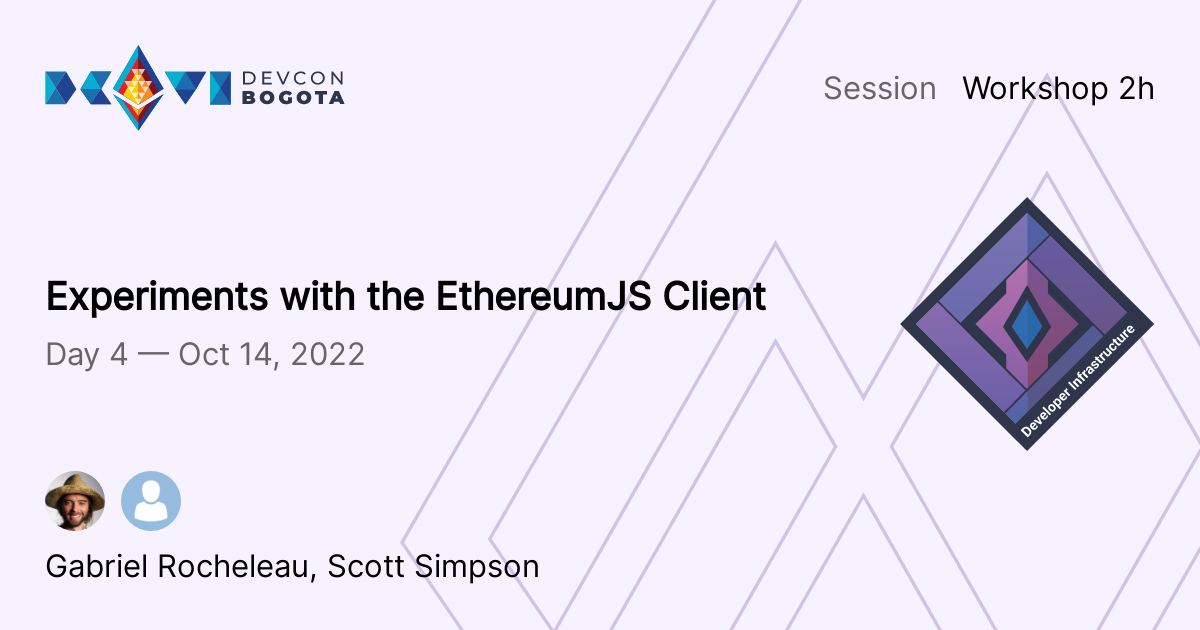 DEVCON
BOGOTA
Session Workshop 2h
Experiments with the EthereumJS Client
Day 4 — Oct 14, 2022
Developer Infrastructure
Gabriel Rocheleau, Scott Simpson